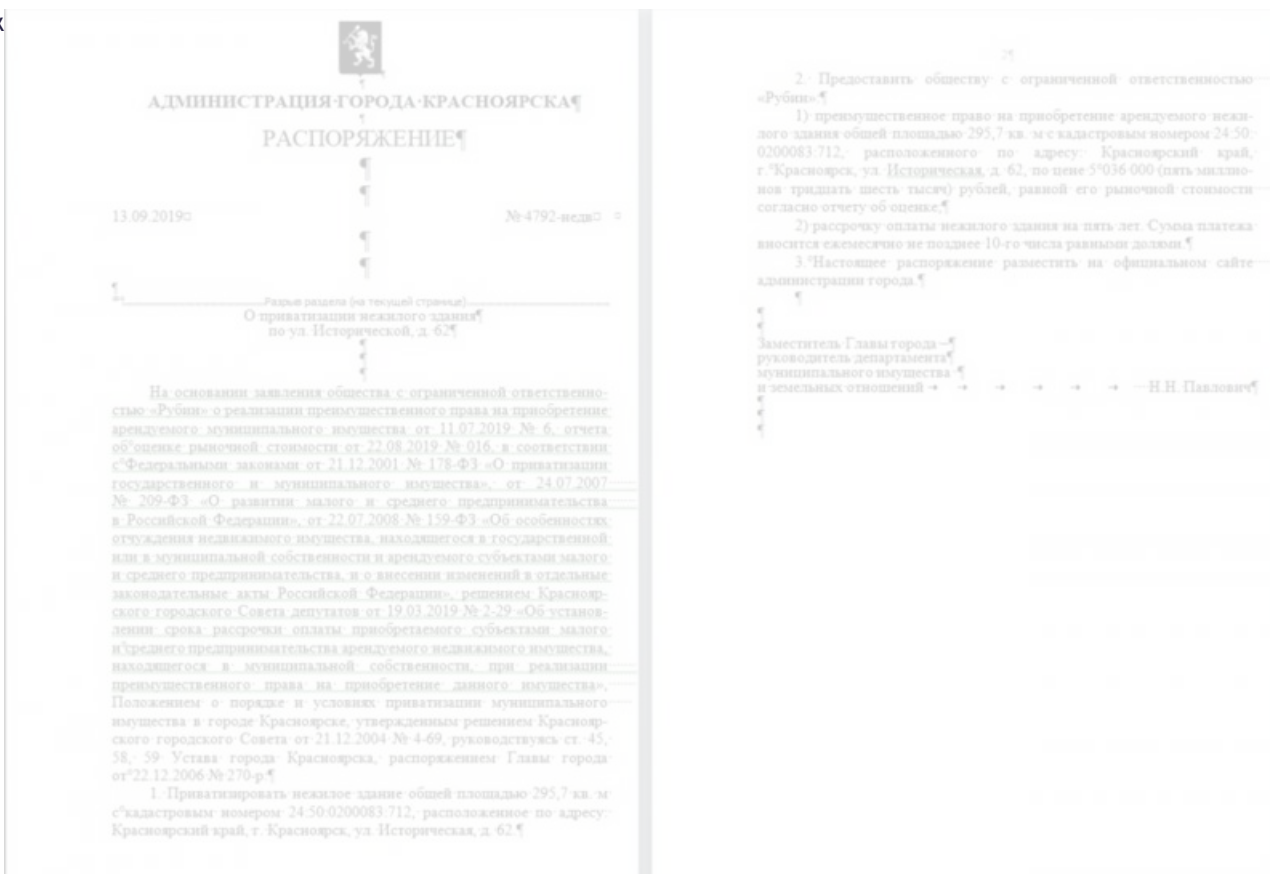 АДМИНИСТРАЦИЯ·ГОРОДА·КРАСНОЯРСКА¶
РАСПОРЯЖЕНИЕ¶
13.09.2019
№ 4792-недв
Разрыв раздела (на текущей странице)
О приватизации нежилого здания¶
по ул. Исторической, д. 62¶
На основании заявления общества с ограниченной ответственно-
стью «Рубин» о реализации преимущественного права на приобретение
арендуемого муниципального имущества от 11.07.2019 № 6, отчета
об°оценке рыночной стоимости от 22.08.2019 № 016, в соответствии
с°Федеральными законами от 21.12.2001 № 178-ФЗ «О приватизации
государственного и муниципального имущества», от 24.07.2007
№ 209-ФЗ «О развитии малого и среднего предпринимательства
в Российской Федерации», от 22.07.2008 № 159-ФЗ «Об особенностях
отчуждения недвижимого имущества, находящегося в государственной
или в муниципальной собственности и арендуемого субъектами малого
и среднего предпринимательства, и о внесении изменений в отдельные
законодательные акты Российской Федерации», решением Краснояр-
ского городского Совета депутатов от 19.03.2019 № 2-29 «Об установ-
лении срока рассрочки оплаты приобретаемого субъектами малого
и°среднего предпринимательства арендуемого недвижимого имущества,
находящегося в муниципальной собственности, при реализации
преимущественного права на приобретение данного имущества»,
Положением о порядке и условиях приватизации муниципального
имущества в городе Красноярске, утвержденным решением Краснояр-
ского городского Совета от 21.12.2004 № 4-69, руководствуясь ст. 45,
58, 59 Устава города Красноярска, распоряжением Главы города
от°22.12.2006 № 270-р:¶
1. Приватизировать нежилое здание общей площадью 295,7 кв. м
с°кадастровым номером 24:50:0200083:712, расположенное по адресу:
Красноярский край, г. Красноярск, ул. Историческая, д. 62.¶
2¶
2. Предоставить обществу с ограниченной ответственностью
«Рубин»:¶
1) преимущественное право на приобретение арендуемого нежи-
лого здания общей площадью 295,7 кв. м с кадастровым номером 24:50:
0200083:712, расположенного по адресу: Красноярский край,
г.°Красноярск, ул. Историческая, д. 62, по цене 5°036 000 (пять миллио-
нов тридцать шесть тысяч) рублей, равной его рыночной стоимости
согласно отчету об оценке;¶
2) рассрочку оплаты нежилого здания на пять лет. Сумма платежа
вносится ежемесячно не позднее 10-го числа равными долями.¶
3.°Настоящее распоряжение разместить на официальном сайте
администрации города.¶
Заместитель Главы города –¶
руководитель департамента¶
муниципального имущества ¶
и земельных отношений → → → → → → Н.Н. Павлович¶